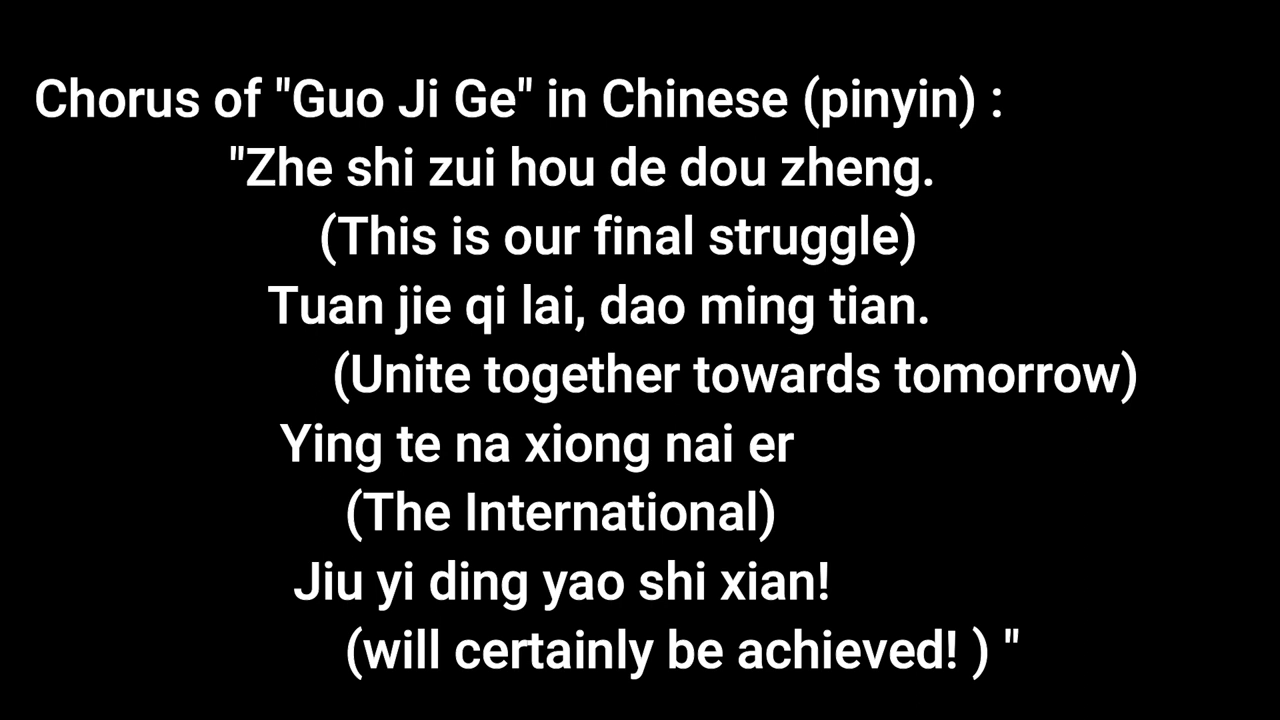 Chorus of "Guo Ji Ge" in Chinese (pinyin) :
"Zhe shi zui hou de dou zheng.
(This is our final struggle)
Tuan jie qi lai, dao ming tian.
(Unite together towards tomorrow)
Ying te na xiong nai er
(The International)
Jiu yi ding yao shi xian!
(will certainly be achieved! ) "